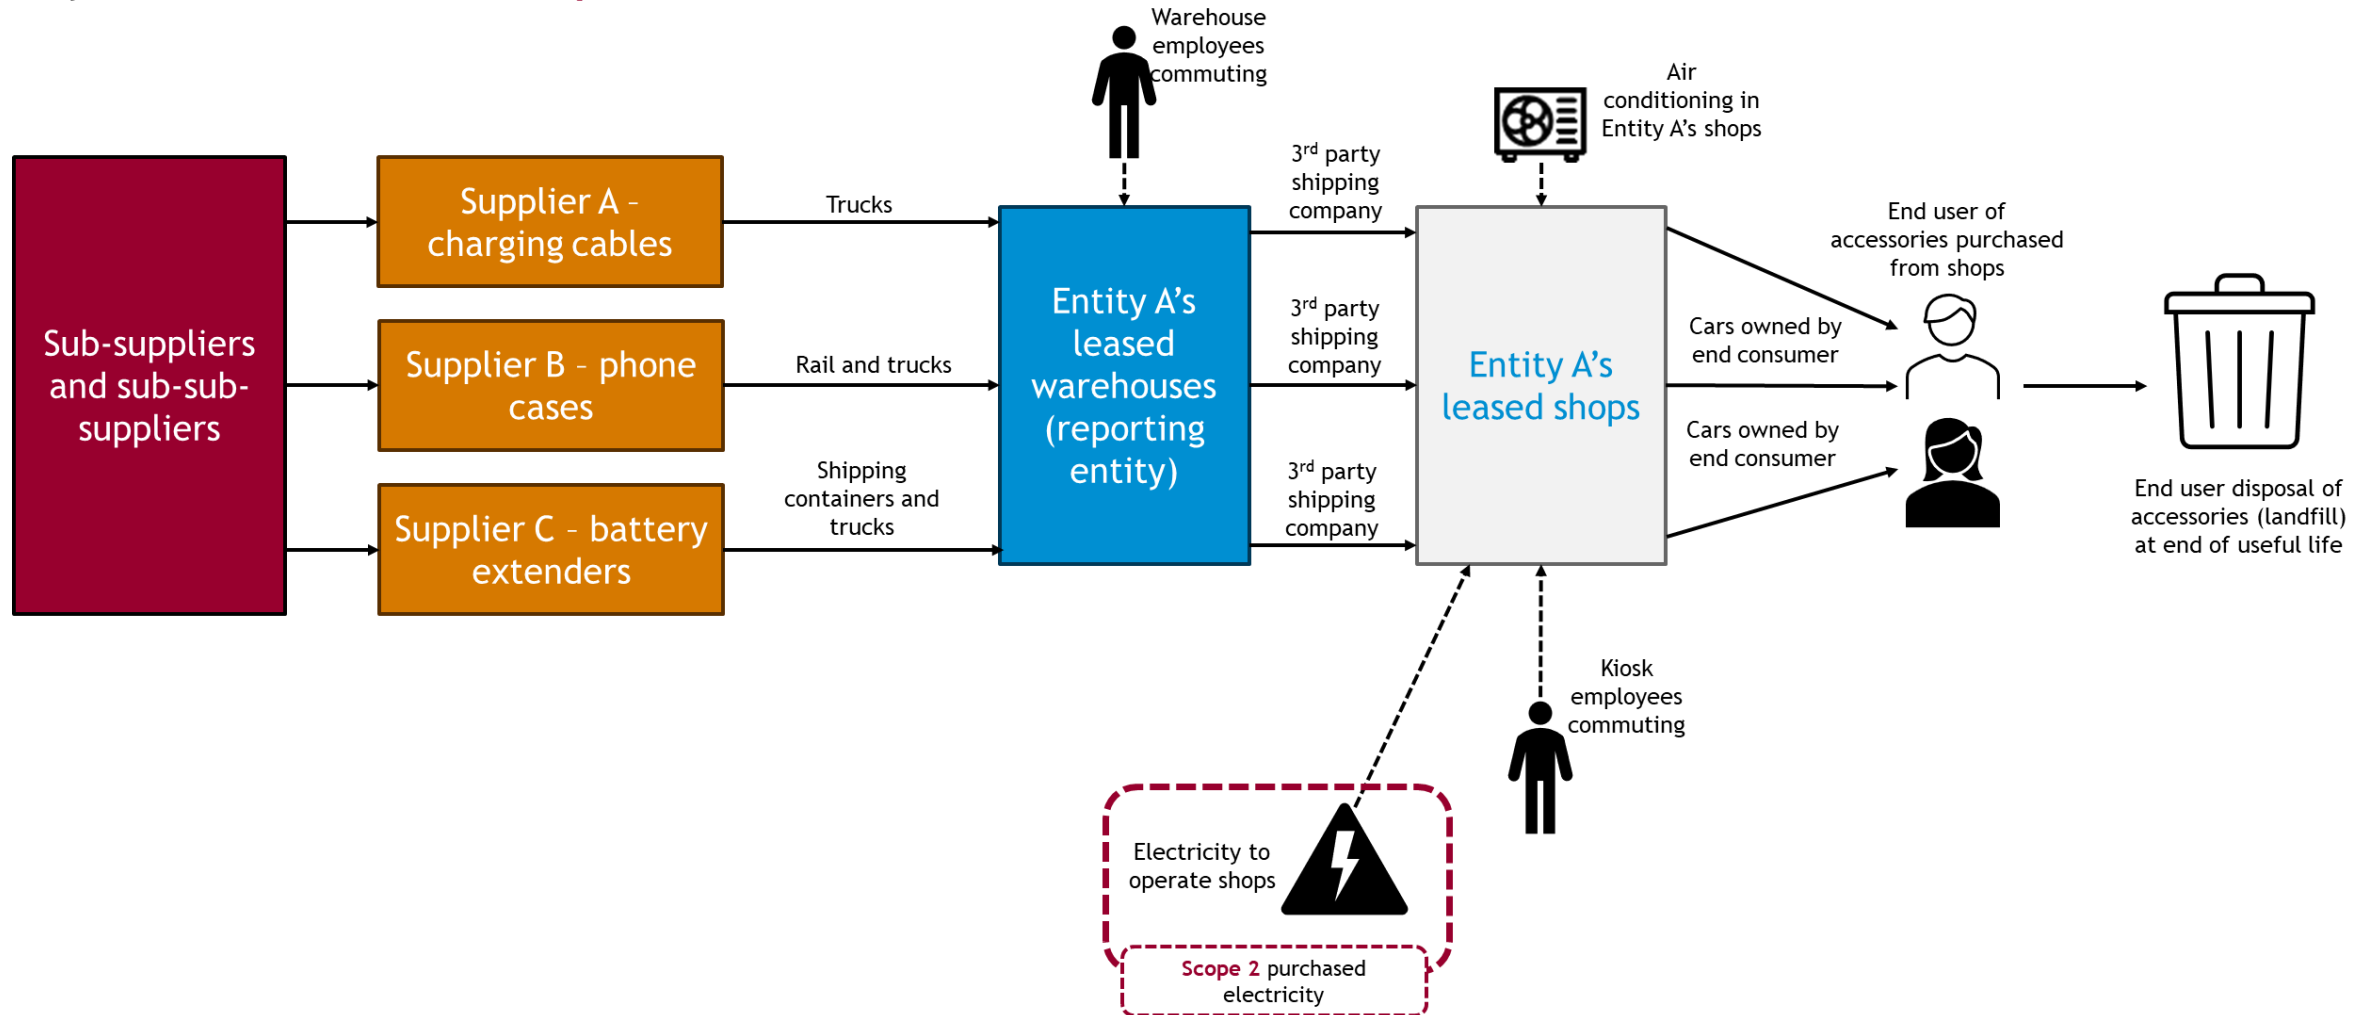 Warehouse
employees
commuting
Air
conditioning in
Entity A's shops
Sub-suppliers
and sub-sub-
suppliers
Supplier A –
charging cables
Supplier B – phone
cases
Supplier C – battery
extenders
Trucks
Rail and trucks
Shipping
containers and
trucks
Entity A's
leased
warehouses
(reporting
entity)
3rd party
shipping
company
3rd party
shipping
company
3rd party
shipping
company
Entity A's
leased shops
End user of
accessories purchased
from shops
Cars owned by
end consumer
Cars owned by
end consumer
End user disposal of
accessories (landfill)
at end of useful life
Kiosk
employees
commuting
Electricity to
operate shops
Scope 2 purchased
electricity